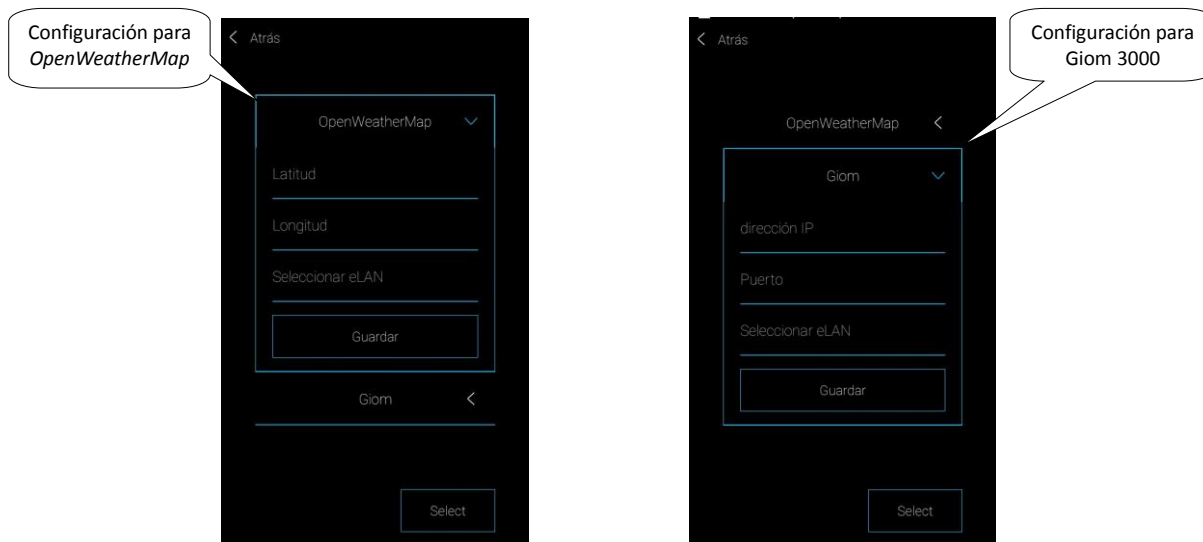 Configuración para
OpenWeatherMap
Atrás
OpenWeatherMap
Latitud
Longitud
Seleccionar eLAN
Guardar
Giom
Select
Configuración para
Giom 3000
Atrás
OpenWeatherMap
Giom
dirección IP
Puerto
Seleccionar eLAN
Guardar
Select